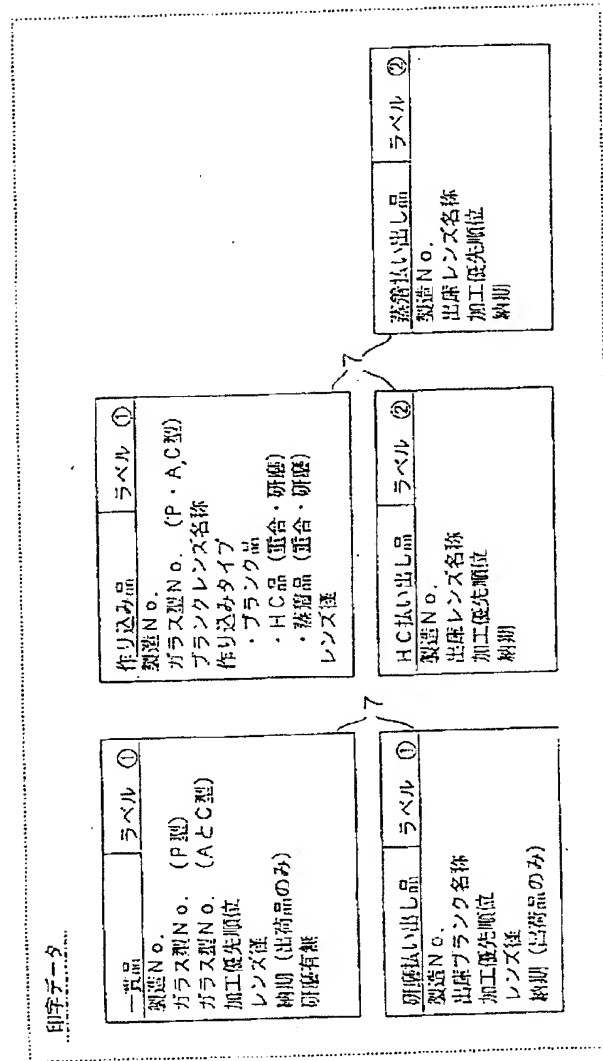 印字データ
一貫品 ラベル ①
製造No.
ガラス型No. (P型)
ガラス型No. (AとC型)
加工優先順位
レンズ径
納期 (出荷品のみ)
研磨有無
作り込み品 ラベル ①
製造No.
ガラス型No. (P・A,C型)
ブランクレンズ名称
作り込みタイプ
・ブランク品
・HC品 (重合・研磨)
・蒸着品 (重合・研磨)
レンズ径
7
7
研磨払い出し品 ラベル ①
製造No.
出庫ブランク名称
加工優先順位
レンズ径
納期 (出荷品のみ)
HC払い出し品 ラベル ②
製造No.
出庫レンズ名称
加工優先順位
納期
蒸着払い出し品 ラベル ②
製造No.
出庫レンズ名称
加工優先順位
納期